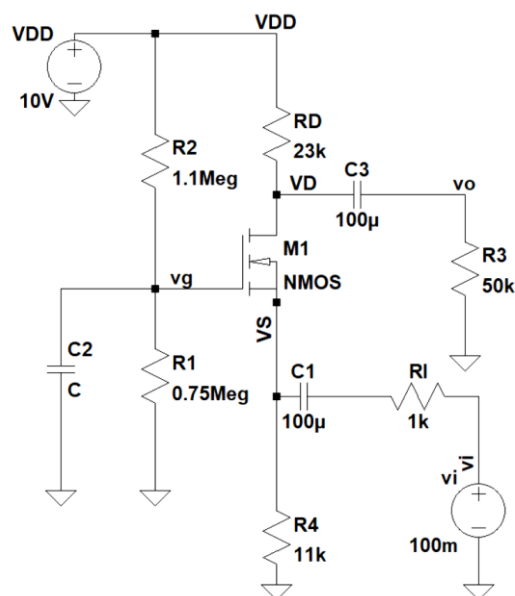 VDD
VDD
10V
R2
1.1Meg
RD
23k
C3
100µ
VD
vo
R3
50k
M1
NMOS
vg
VS
C2
C
R1
0.75Meg
C1
100µ
RI
1k
vi
vi
100m
R4
11k